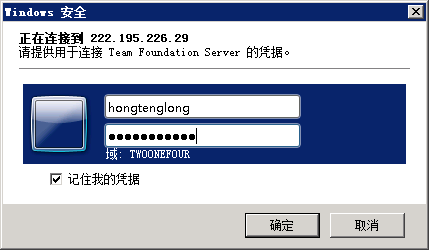 Windows 安全
正在连接到 222.195.226.29
请提供用于连接 Team Foundation Server 的凭据。
hongtenglong
●●●●●●●●●●●
域: TWOONEFOUR
记住我的凭据
确定
取消